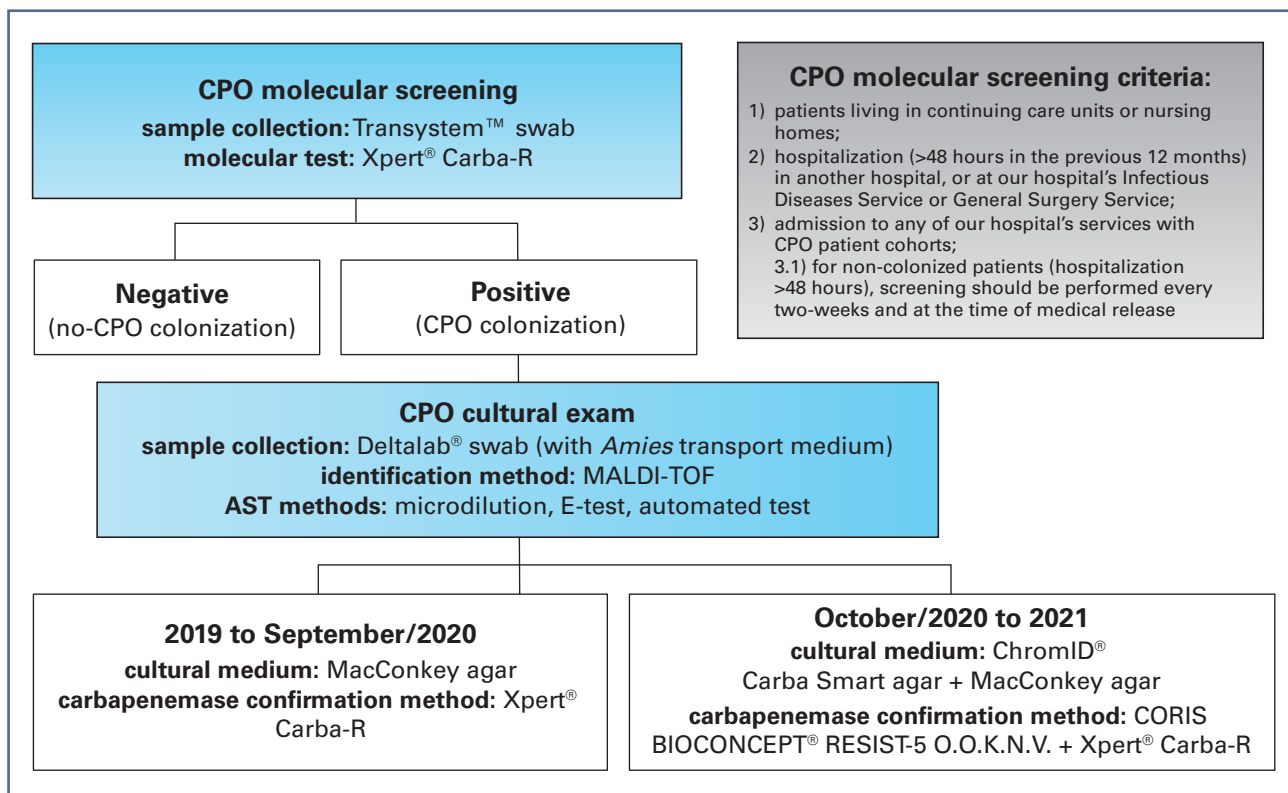 CPO molecular screening
sample collection: Transystem™ swab
molecular test: Xpert® Carba-R
CPO molecular screening criteria:
1) patients living in continuing care units or nursing
homes;
2) hospitalization (>48 hours in the previous 12 months)
in another hospital, or at our hospital's Infectious
Diseases Service or General Surgery Service;
3) admission to any of our hospital's services with
CPO patient cohorts;
3.1) for non-colonized patients (hospitalization
>48 hours), screening should be performed every
two-weeks and at the time of medical release
Negative
(no-CPO colonization)
Positive
(CPO colonization)
CPO cultural exam
sample collection: Deltalab® swab (with Amies transport medium)
identification method: MALDI-TOF
AST methods: microdilution, E-test, automated test
2019 to September/2020
cultural medium: MacConkey agar
carbapenemase confirmation method: Xpert®
Carba-R
October/2020 to 2021
cultural medium: ChromID®
Carba Smart agar + MacConkey agar
carbapenemase confirmation method: CORIS
BIOCONCEPT® RESIST-5 O.O.K.N.V. + Xpert® Carba-R